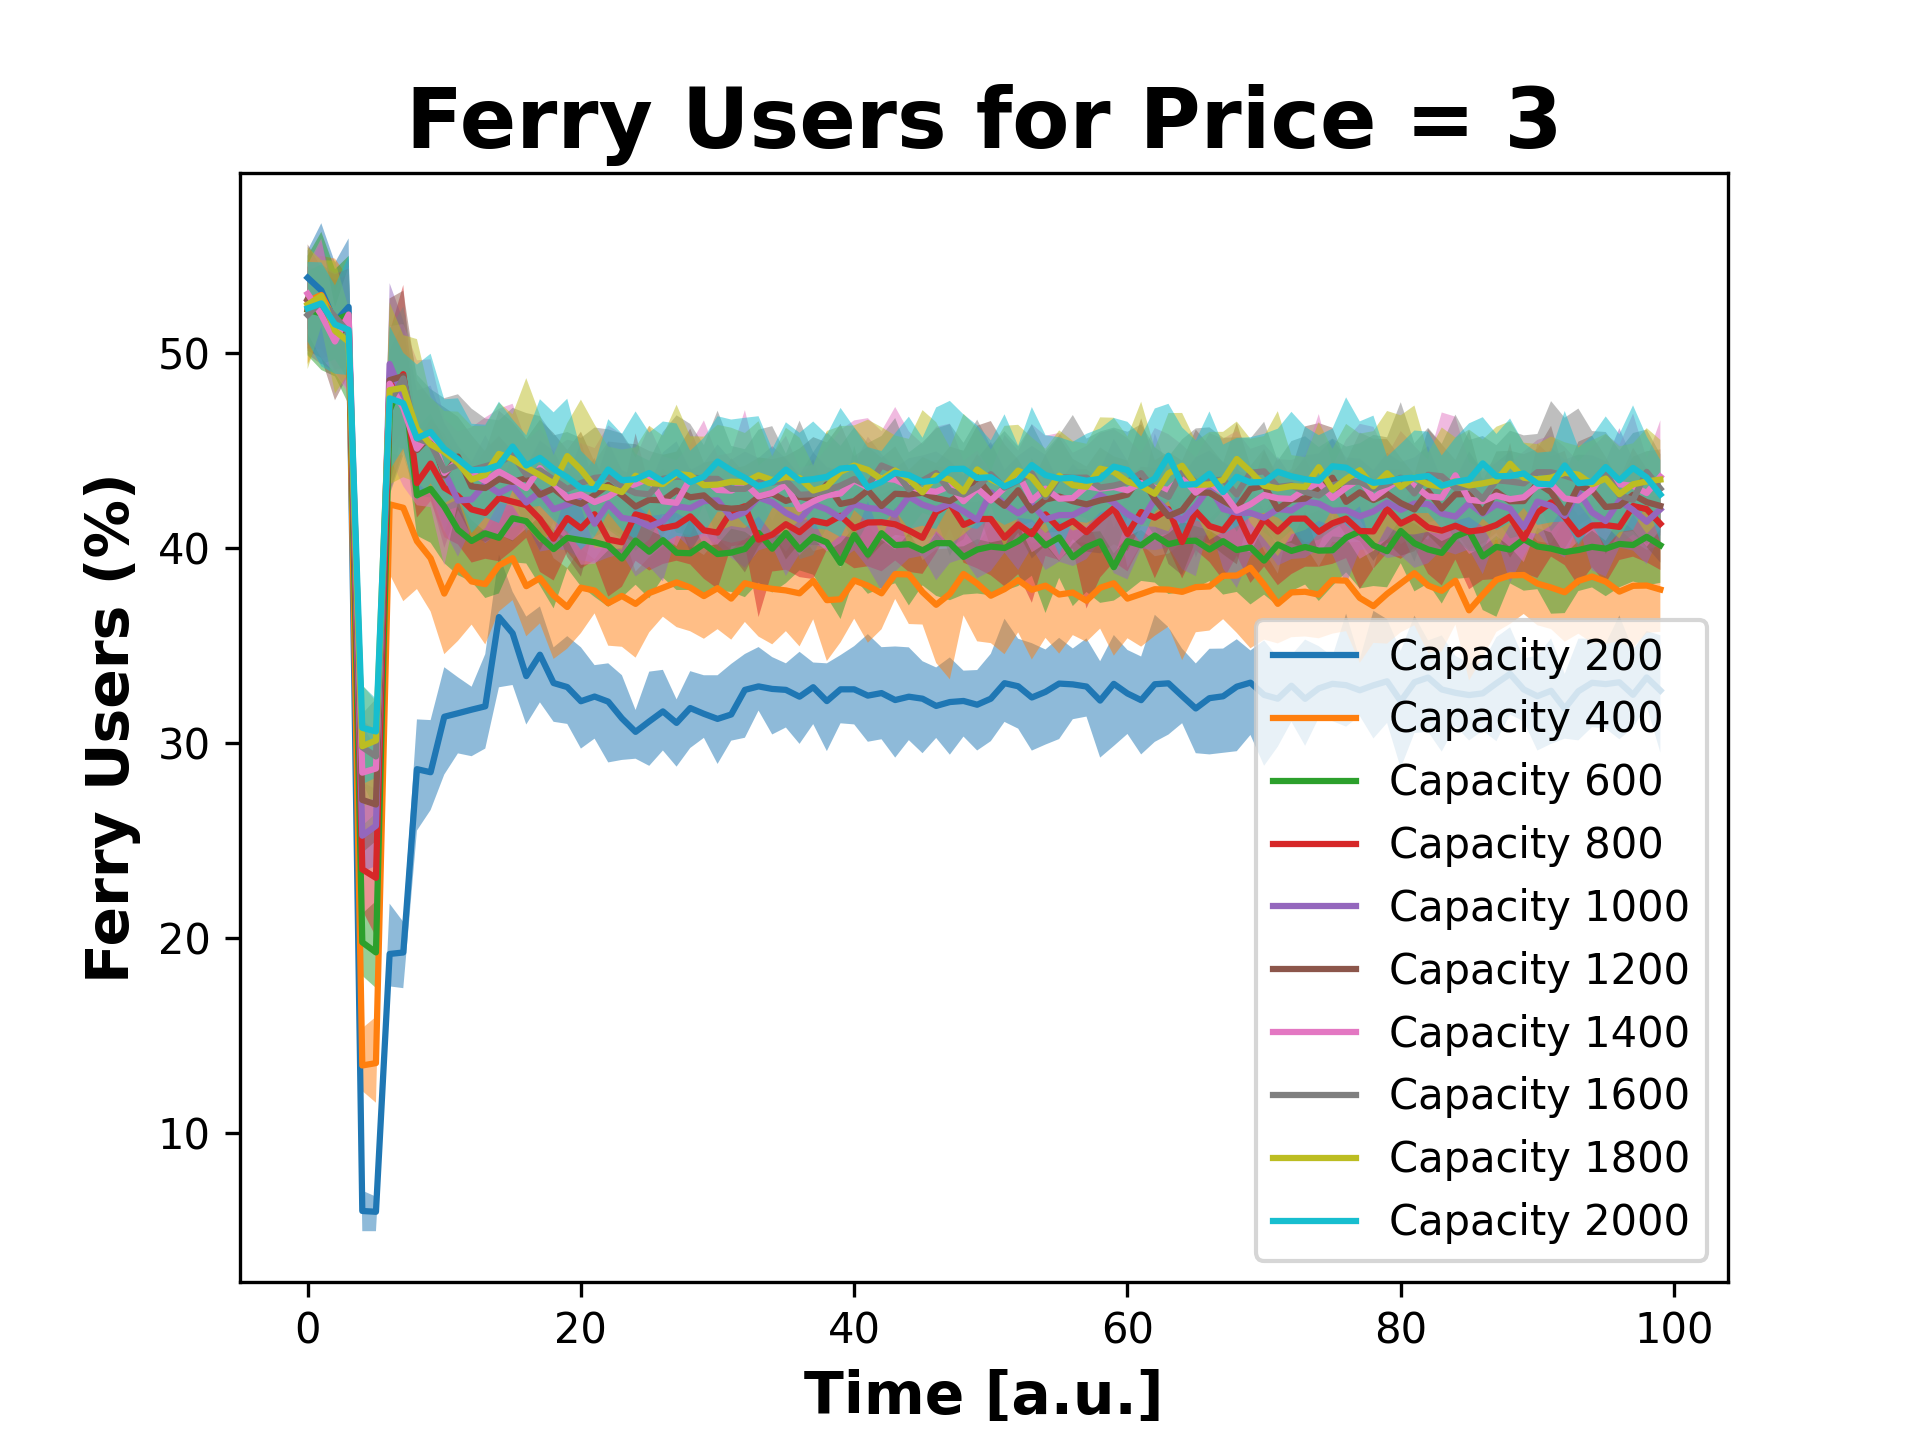 Ferry Users for Price = 3
Ferry Users (%)
50
40
30
20
10
0
20
40
60
80
100
Time [a.u.]
Capacity 200
Capacity 400
Capacity 600
Capacity 800
Capacity 1000
Capacity 1200
Capacity 1400
Capacity 1600
Capacity 1800
Capacity 2000